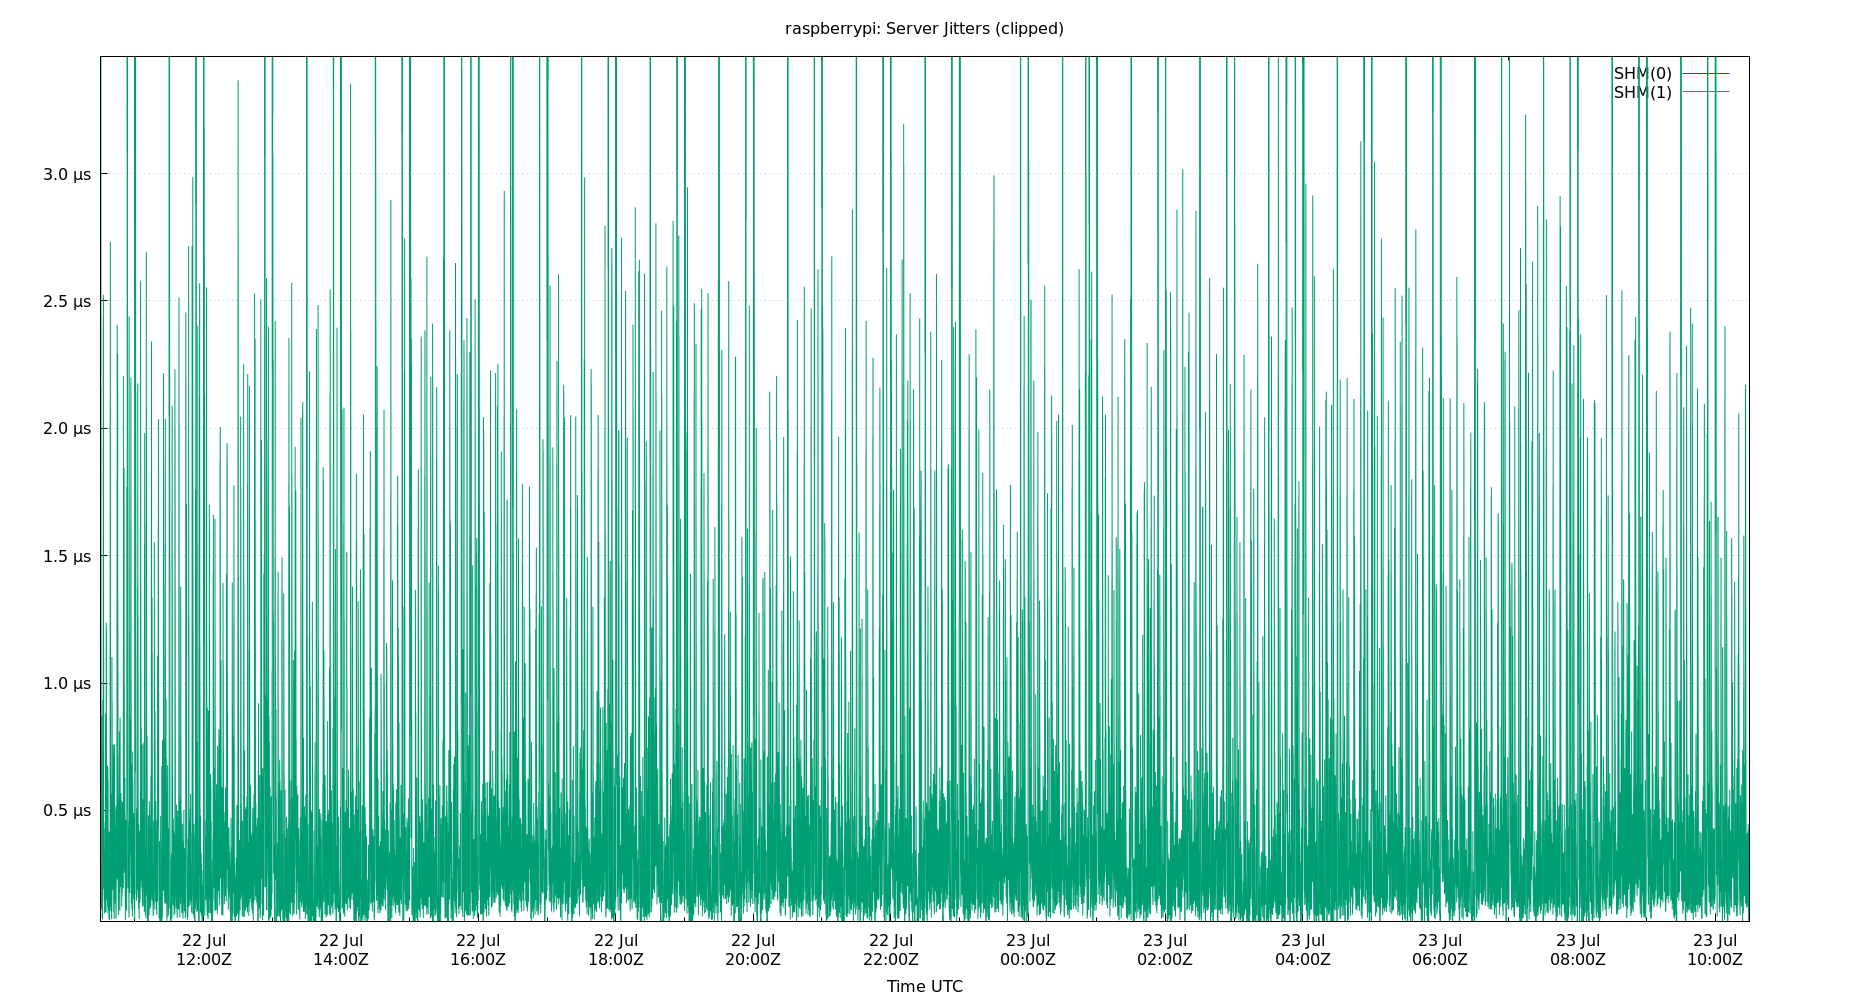 raspberrypi: Server Jitters (clipped)
SHM(0)
SHM(1)
3.0 µs
2.5 µs
2.0 µs
1.5 µs
1.0 µs
0.5 µs
22 Jul 22 Jul 22 Jul 22 Jul 22 Jul 22 Jul 23 Jul 23 Jul 23 Jul 23 Jul 23 Jul 23 Jul
12:00Z 14:00Z 16:00Z 18:00Z 20:00Z 22:00Z 00:00Z 02:00Z 04:00Z 06:00Z 08:00Z 10:00Z
Time UTC